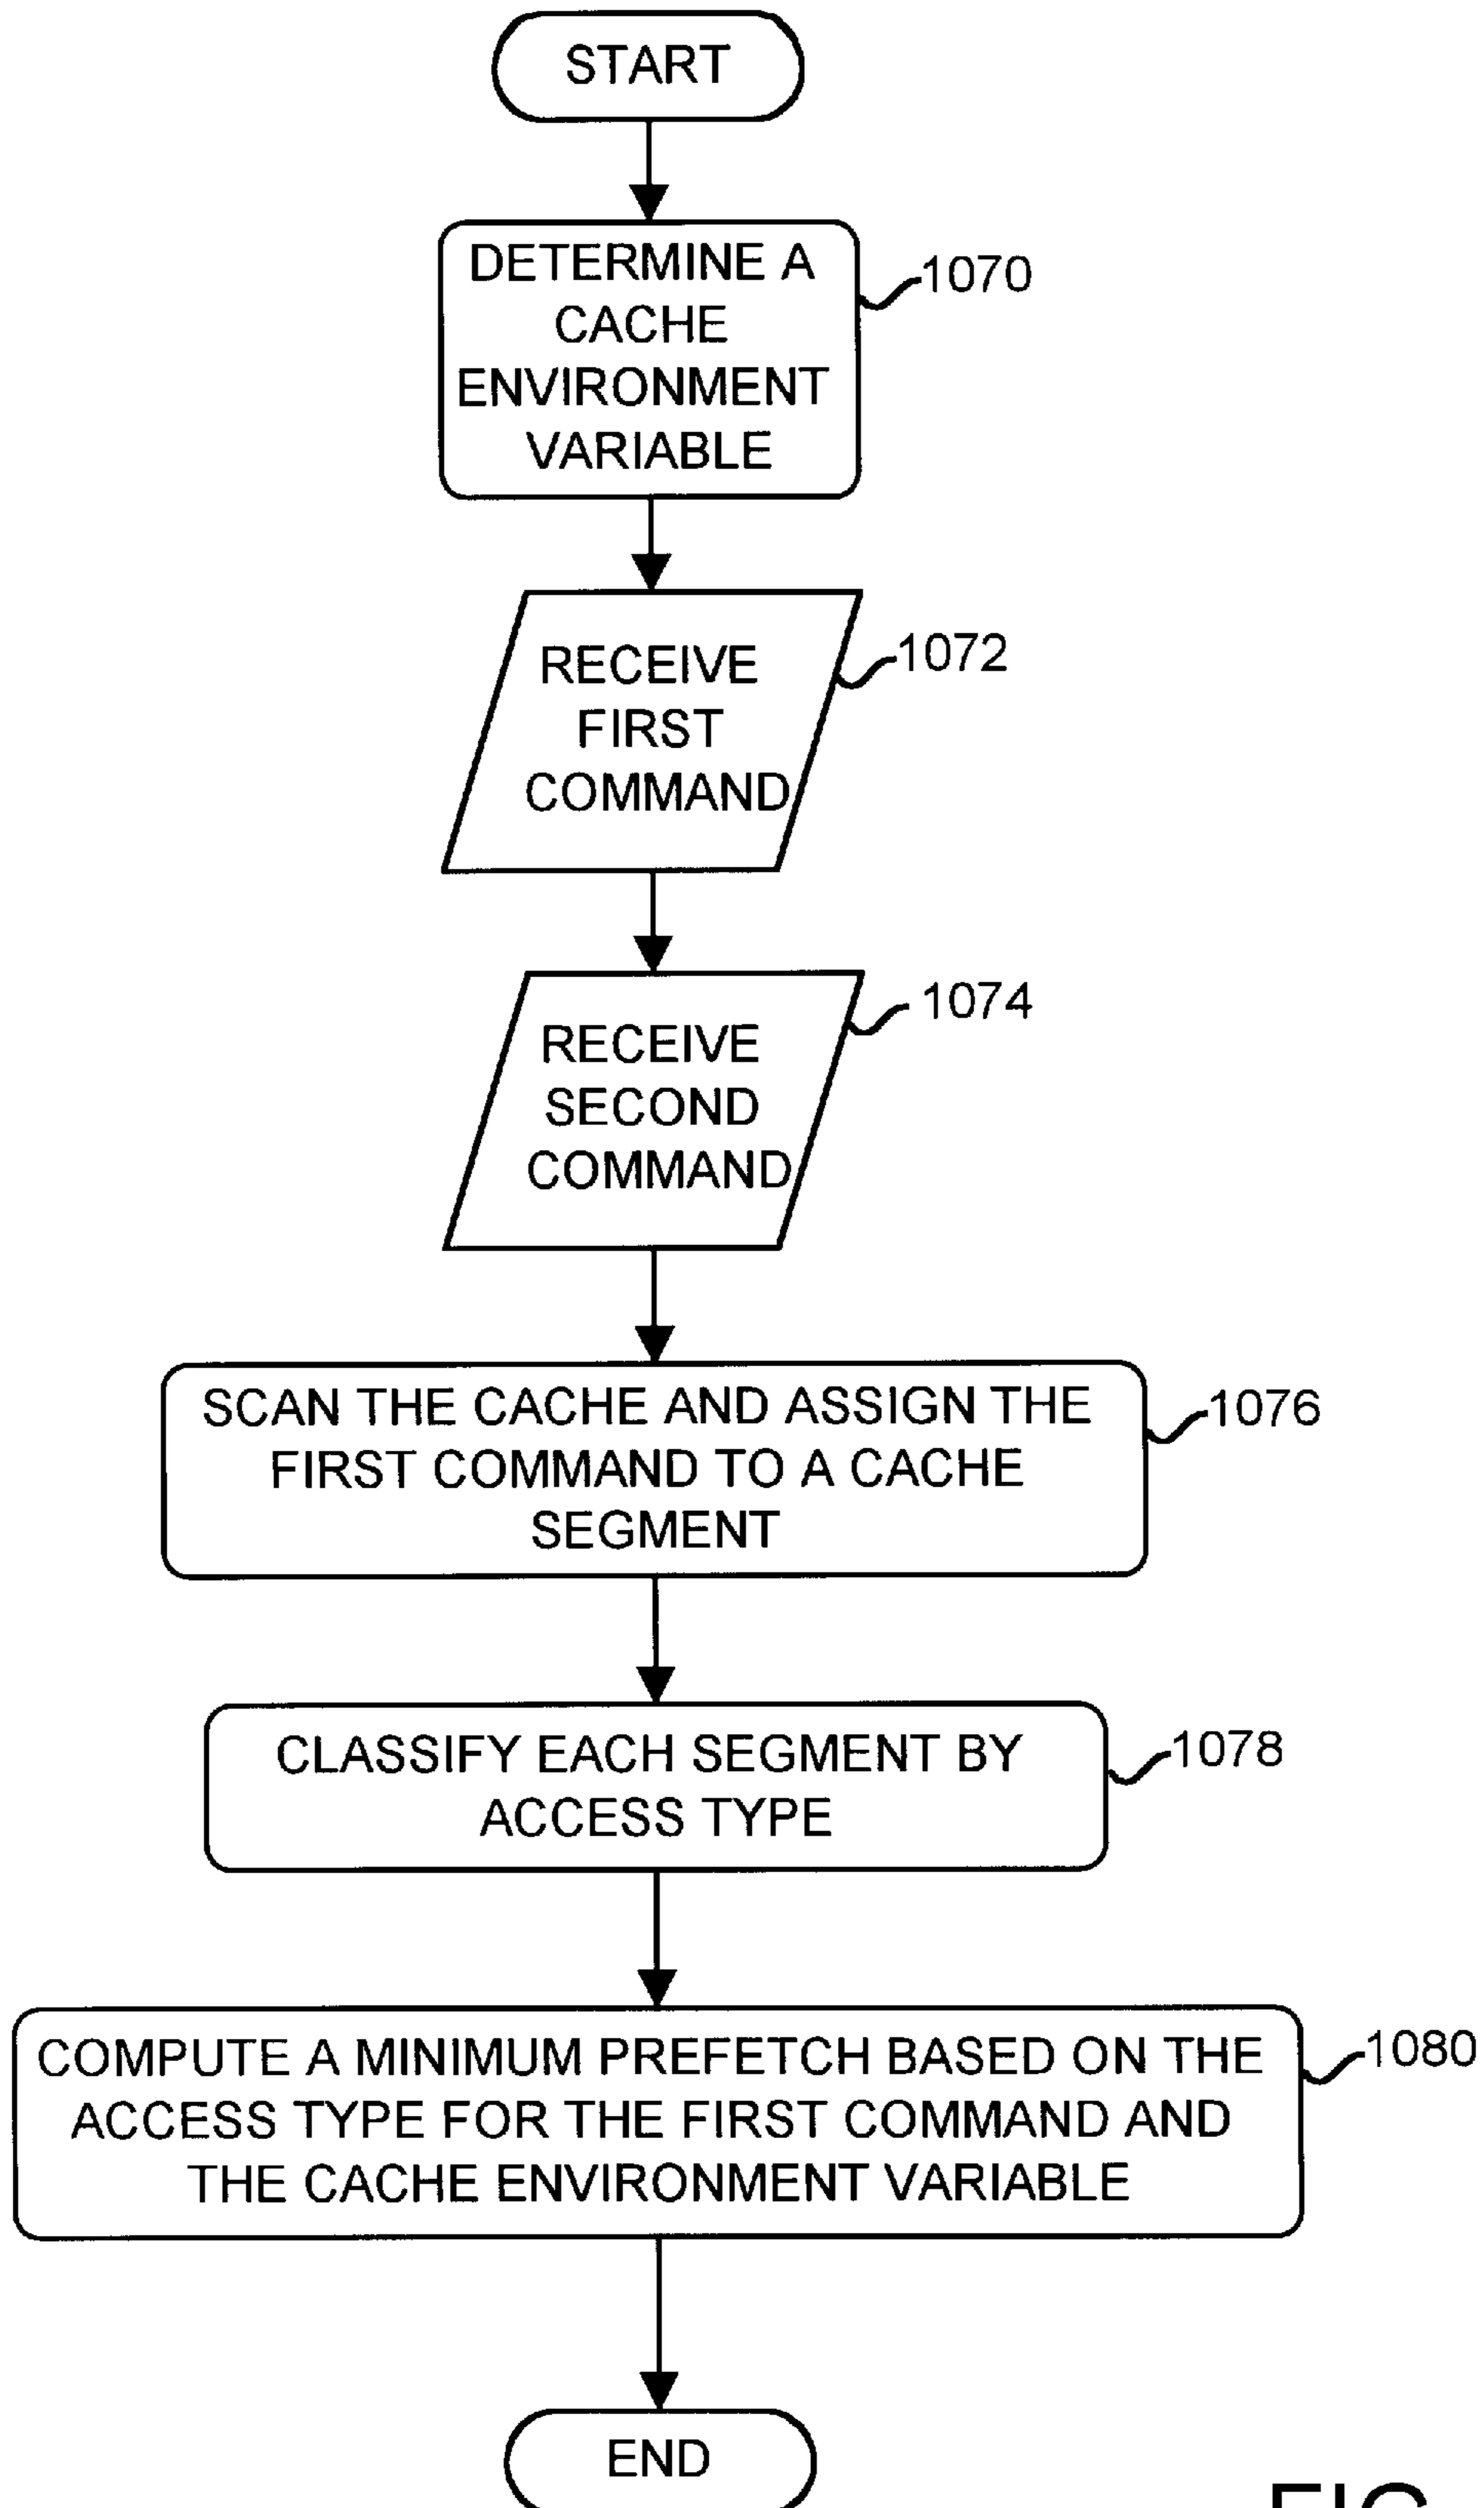 START
DETERMINE A
CACHE
ENVIRONMENT
VARIABLE
1070
RECEIVE
FIRST
COMMAND
1072
RECEIVE
SECOND
COMMAND
1074
SCAN THE CACHE AND ASSIGN THE
FIRST COMMAND TO A CACHE
SEGMENT
1076
CLASSIFY EACH SEGMENT BY
ACCESS TYPE
1078
COMPUTE A MINIMUM PREFETCH BASED ON THE
ACCESS TYPE FOR THE FIRST COMMAND AND
THE CACHE ENVIRONMENT VARIABLE
1080
END